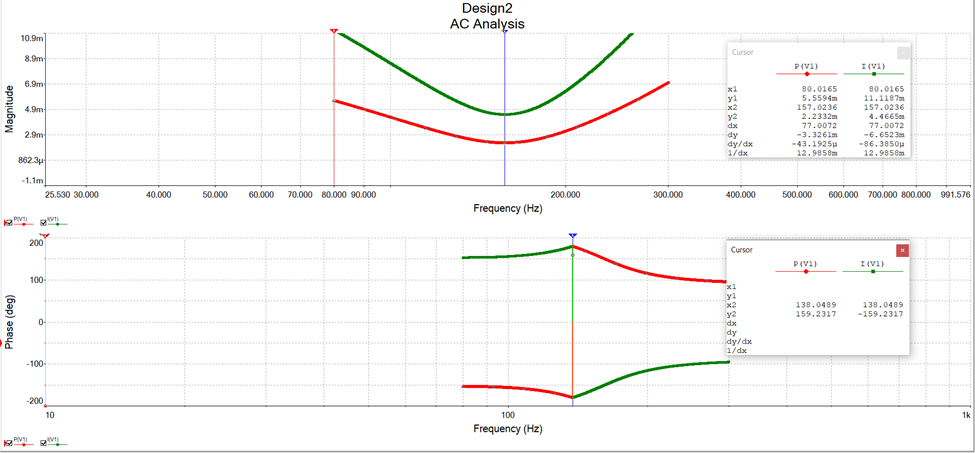 Design2
AC Analysis
Magnitude
10.9m
8.9m
6.9m
4.9m
2.9m
862.3µ
-1.1m
25.530 30.000 40.000 50.000 60.000 70.000 80.000 90.000 200.000 300.000 400.000 500.000 600.000 700.000 800.000 991.576
Frequency (Hz)
P(V1) I(V1)
Cursor
P(V1) I(V1)
x1 80.0165 80.0165
y1 5.5594m 11.1187m
x2 157.0236 157.0236
y2 2.2332m 4.4665m
dx 77.0072 77.0072
dy -3.3261m -6.6523m
dy/dx -43.1925µ -86.3850µ
1/dx 12.9858m 12.9858m
Phase (deg)
200
100
0
-100
-200
10 100 1k
Frequency (Hz)
P(V1) I(V1)
Cursor
P(V1) I(V1)
x1
y1
x2 138.0489 138.0489
y2 159.2317 -159.2317
dx
dy
dy/dx
1/dx